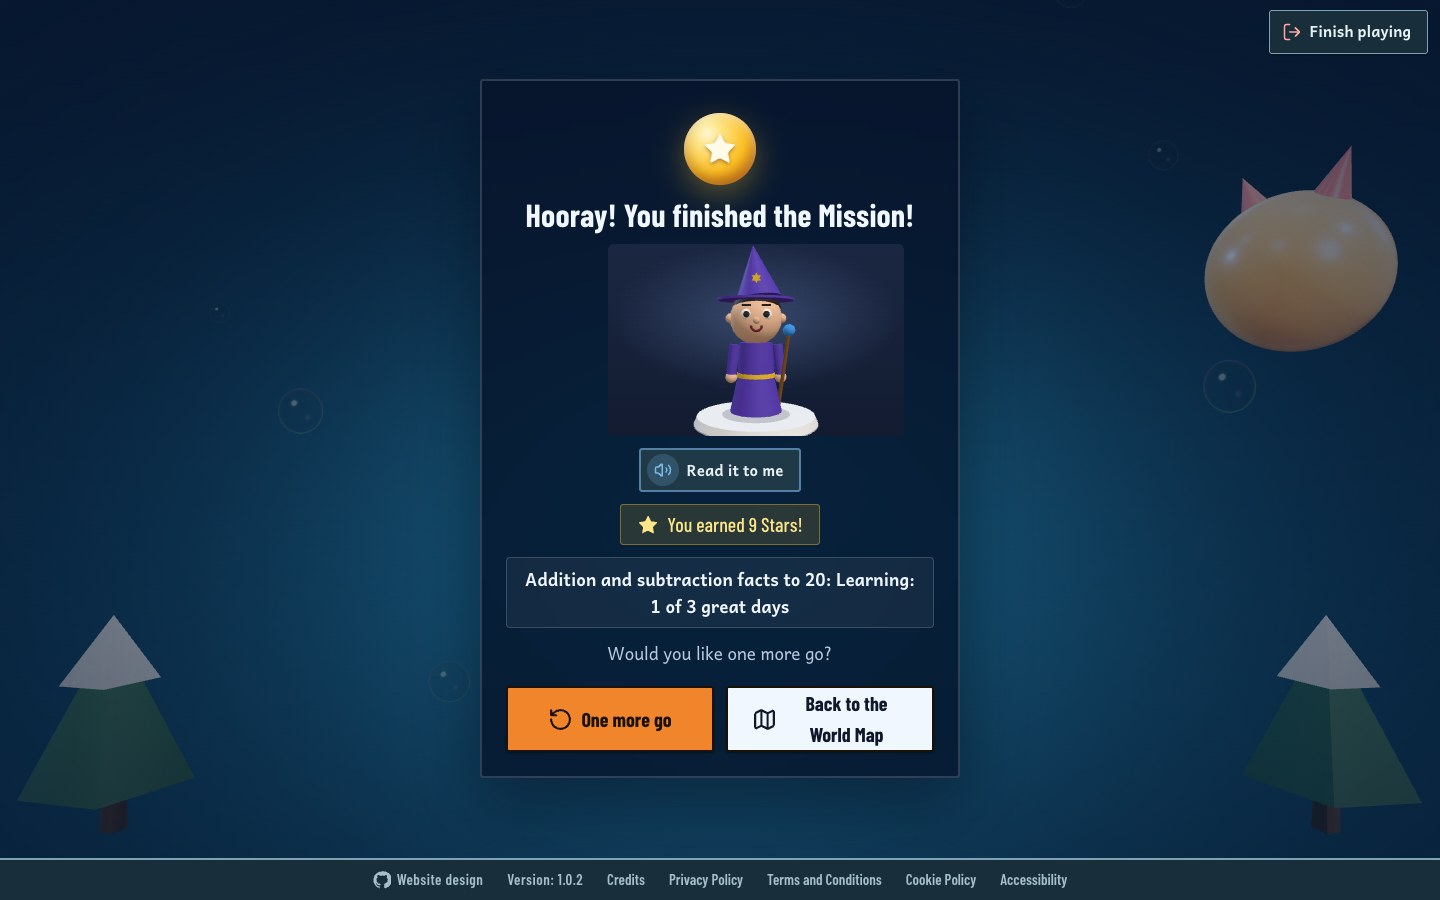 Finish playing
Hooray! You finished the Mission!
Read it to me
You earned 9 Stars!
Addition and subtraction facts to 20: Learning:
1 of 3 great days
Would you like one more go?
One more go
Back to the
World Map
Website design
Version: 1.0.2
Credits
Privacy Policy
Terms and Conditions
Cookie Policy
Accessibility